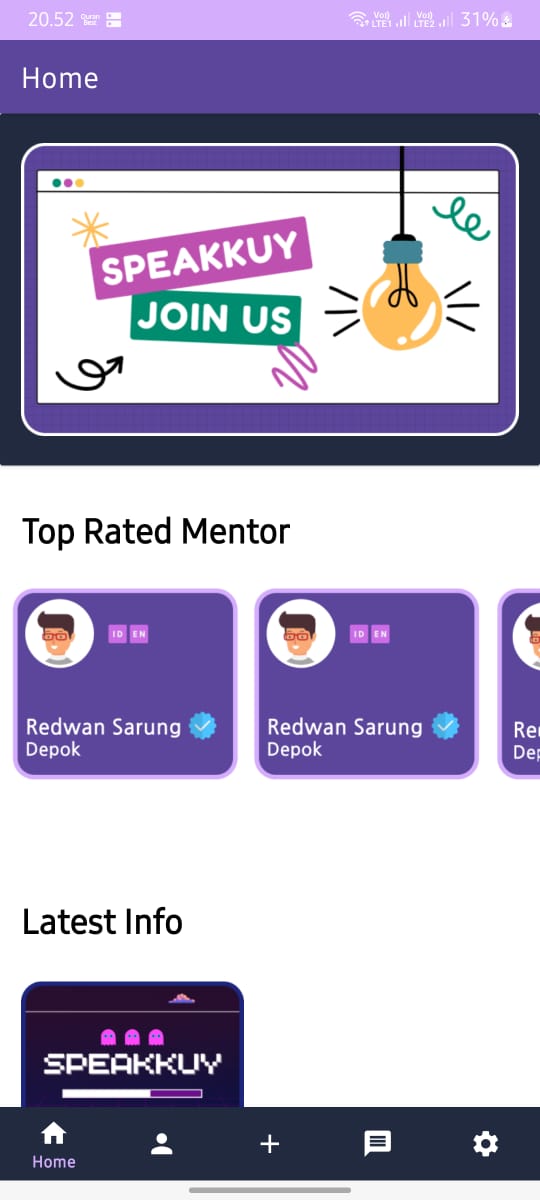 20.52 Quran Best Vo) LTE1 Vo) LTE2 31%
Home
SPEAKKUY
JOIN US
Top Rated Mentor
ID EN
Redwan Sarung
Depok
ID EN
Redwan Sarung
Depok
Re
Dep
Latest Info
SPEAKKUY
Home